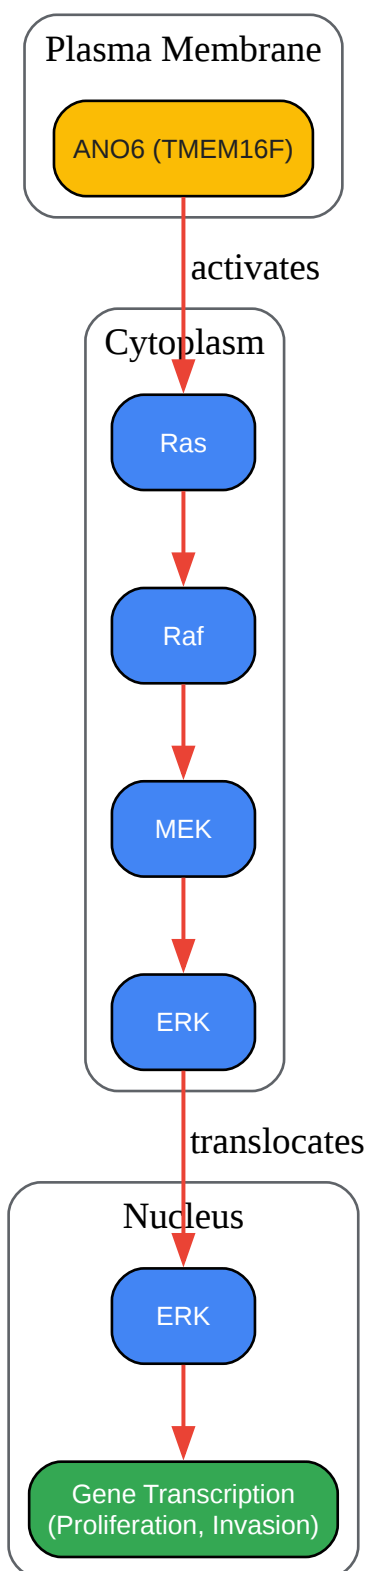 Plasma Membrane
ANO6 (TMEM16F)
activates
Cytoplasm
Ras
Raf
MEK
ERK
translocates
Nucleus
ERK
Gene Transcription
(Proliferation, Invasion)